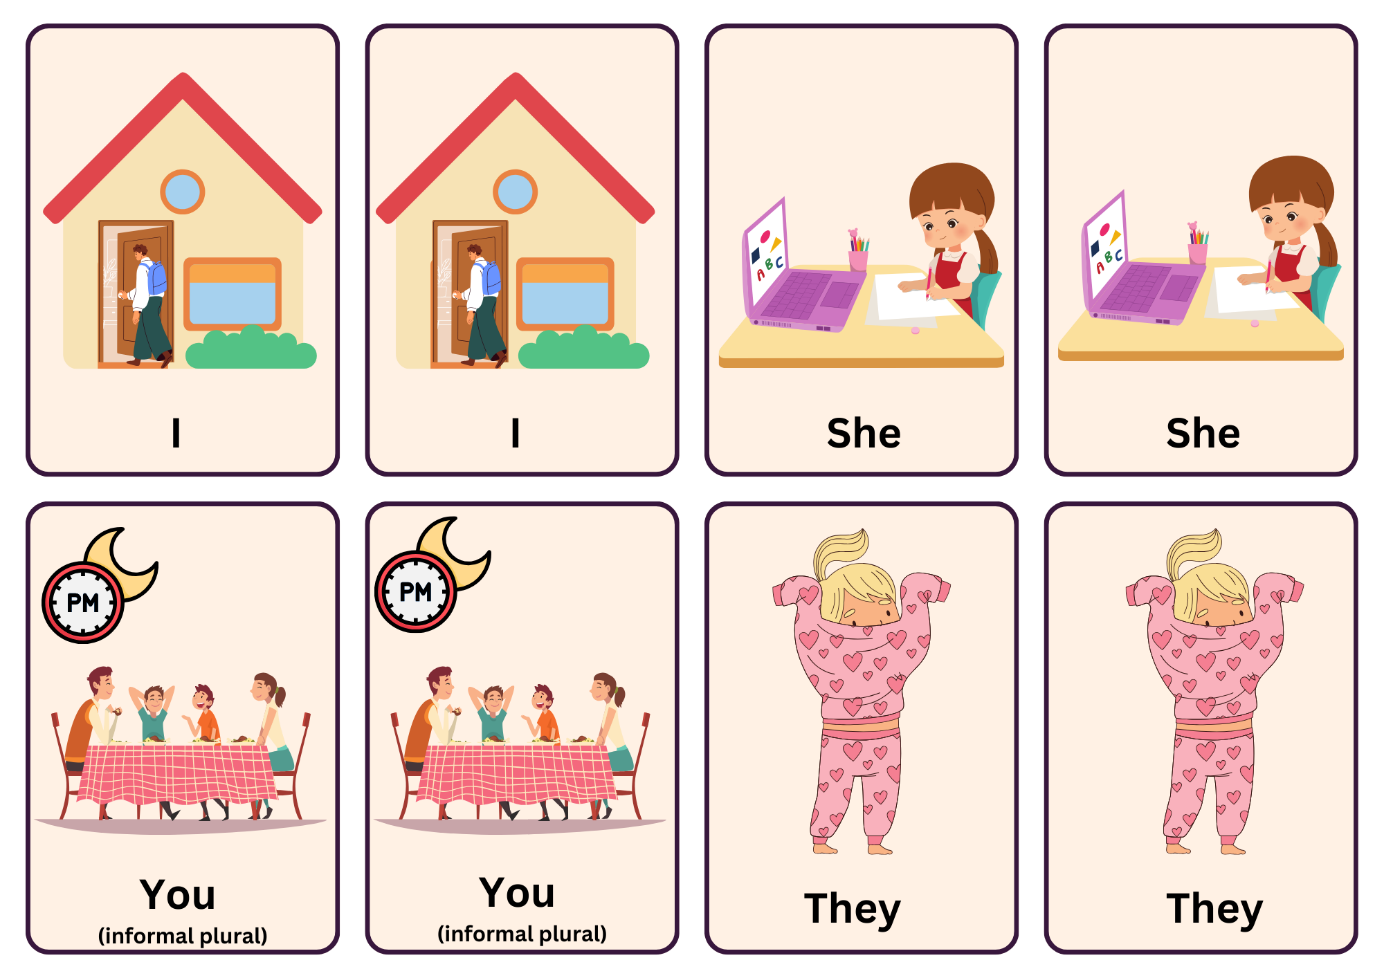 A B C
A B C
I
I
She
She
PM
PM
You
(informal plural)
You
(informal plural)
They
They